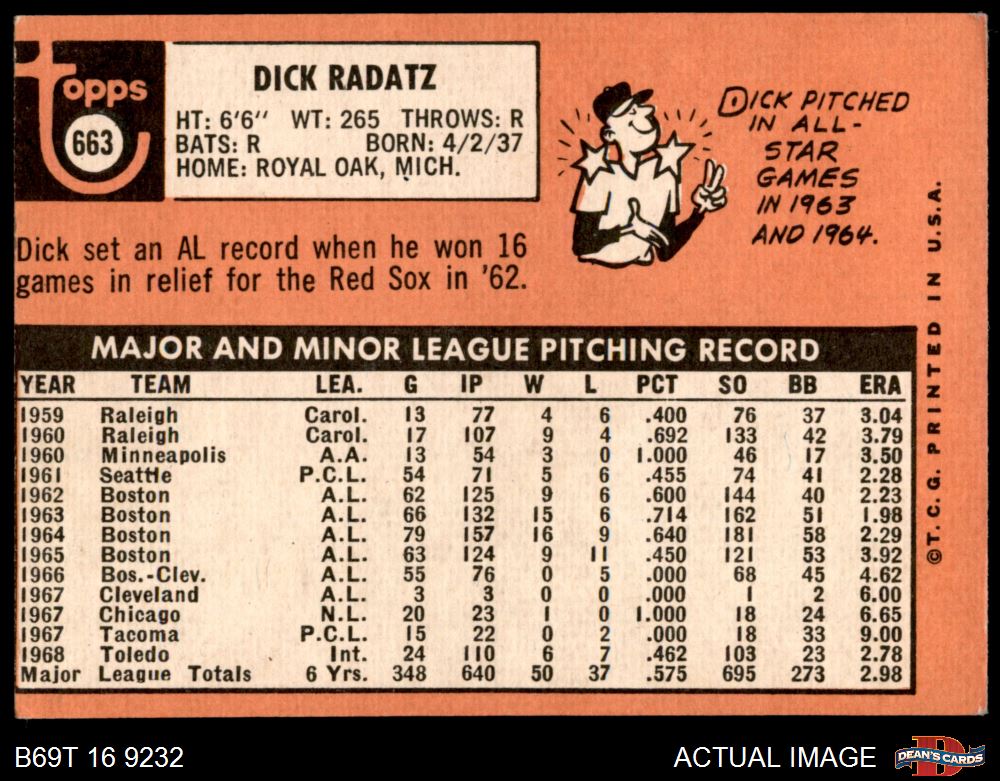 topps
663
DICK RADATZ
HT: 6'6" WT: 265 THROWS: R
BATS: R BORN: 4/2/37
HOME: ROYAL OAK, MICH.
DICK PITCHED
IN ALL-
STAR
GAMES
IN 1963
AND 1964.
Dick set an AL record when he won 16
games in relief for the Red Sox in '62.
MAJOR AND MINOR LEAGUE PITCHING RECORD
YEAR TEAM LEA. G IP W L PCT SO BB ERA
1959 Raleigh Carol. 13 77 4 6 .400 76 37 3.04
1960 Raleigh Carol. 17 107 9 4 .692 133 42 3.79
1960 Minneapolis A.A. 13 54 3 0 1.000 46 17 3.50
1961 Seattle P.C.L. 54 71 5 6 .455 74 41 2.28
1962 Boston A.L. 62 125 9 6 .600 144 40 2.23
1963 Boston A.L. 66 132 15 6 .714 162 51 1.98
1964 Boston A.L. 79 157 16 9 .640 181 58 2.29
1965 Boston A.L. 63 124 9 11 .450 121 53 3.92
1966 Bos.-Clev. A.L. 55 76 0 5 .000 68 45 4.62
1967 Cleveland A.L. 3 3 0 0 .000 1 2 6.00
1967 Chicago N.L. 20 23 1 0 1.000 18 24 6.65
1967 Tacoma P.C.L. 15 22 0 2 .000 18 33 9.00
1968 Toledo Int. 24 110 6 7 .462 103 23 2.78
Major League Totals 6 Yrs. 348 640 50 37 .575 695 273 2.98
©T.C.G. PRINTED IN U.S.A.
B69T 16 9232
ACTUAL IMAGE
D
DEAN'S CARDS